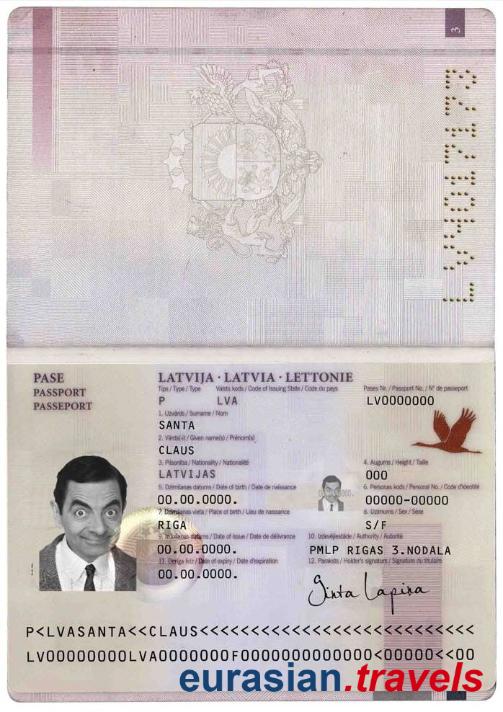 3
LV4017173
PASE
PASSPORT
PASSEPORT
LATVIJA · LATVIA · LETTONIE
Tips / Type / Type Valsts kods / Code of Issuing State / Code du pays Pases Nr. / Passport No. / N° de passeport
P LVA LV0000000
1. Uzvārds / Surname / Nom
SANTA
2. Vārds(i) / Given name(s) / Prénom(s)
CLAUS
3. Pilsonība / Nationality / Nationalité 4. Augums / Height / Taille
LATVIJAS 000
5. Dzimšanas datums / Date of birth / Date de naissance 6. Personas kods / Personal No. / Code d'identité
00.00.0000. 00000-00000
7. Dzimšanas vieta / Place of birth / Lieu de naissance 8. Dzimums / Sex / Sexe
RIGA S/F
9. Izdošanas datums / Date of issue / Date de délivrance 10. Izdevējiestāde / Authority / Autorité
00.00.0000. PMLP RIGAS 3.NODALA
11. Derīga līdz / Date of expiry / Date d'expiration 12. Paraksts / Holder's signature / Signature du titulaire
00.00.0000.
Ginta Lapina
P<LVASANTA<<CLAUS<<<<<<<<<<<<<<<<<<<<<<<<<<<
LV00000000LVA0000000F00000000000000<00000<<00
eurasian.travels